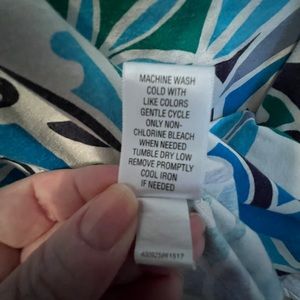 MACHINE WASH
COLD WITH
LIKE COLORS
GENTLE CYCLE
ONLY NON-
CHLORINE BLEACH
WHEN NEEDED
TUMBLE DRY LOW
REMOVE PROMPTLY
COOL IRON
IF NEEDED